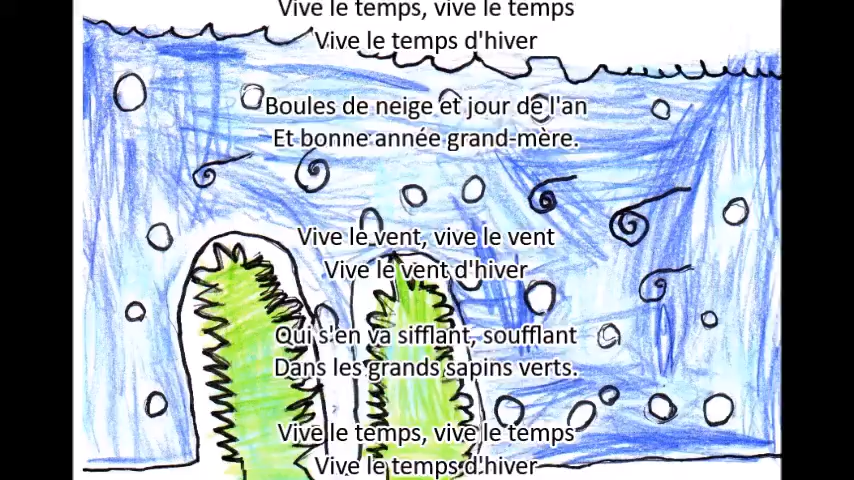 Vive le temps, vive le temps
Vive le temps d'hiver
Boules de neige et jour de l'an
Et bonne année grand-mère.
Vive le vent, vive le vent
Vive le vent d'hiver
Qui s'en va sifflant, soufflant
Dans les grands sapins verts.
Vive le temps, vive le temps
Vive le temps d'hiver